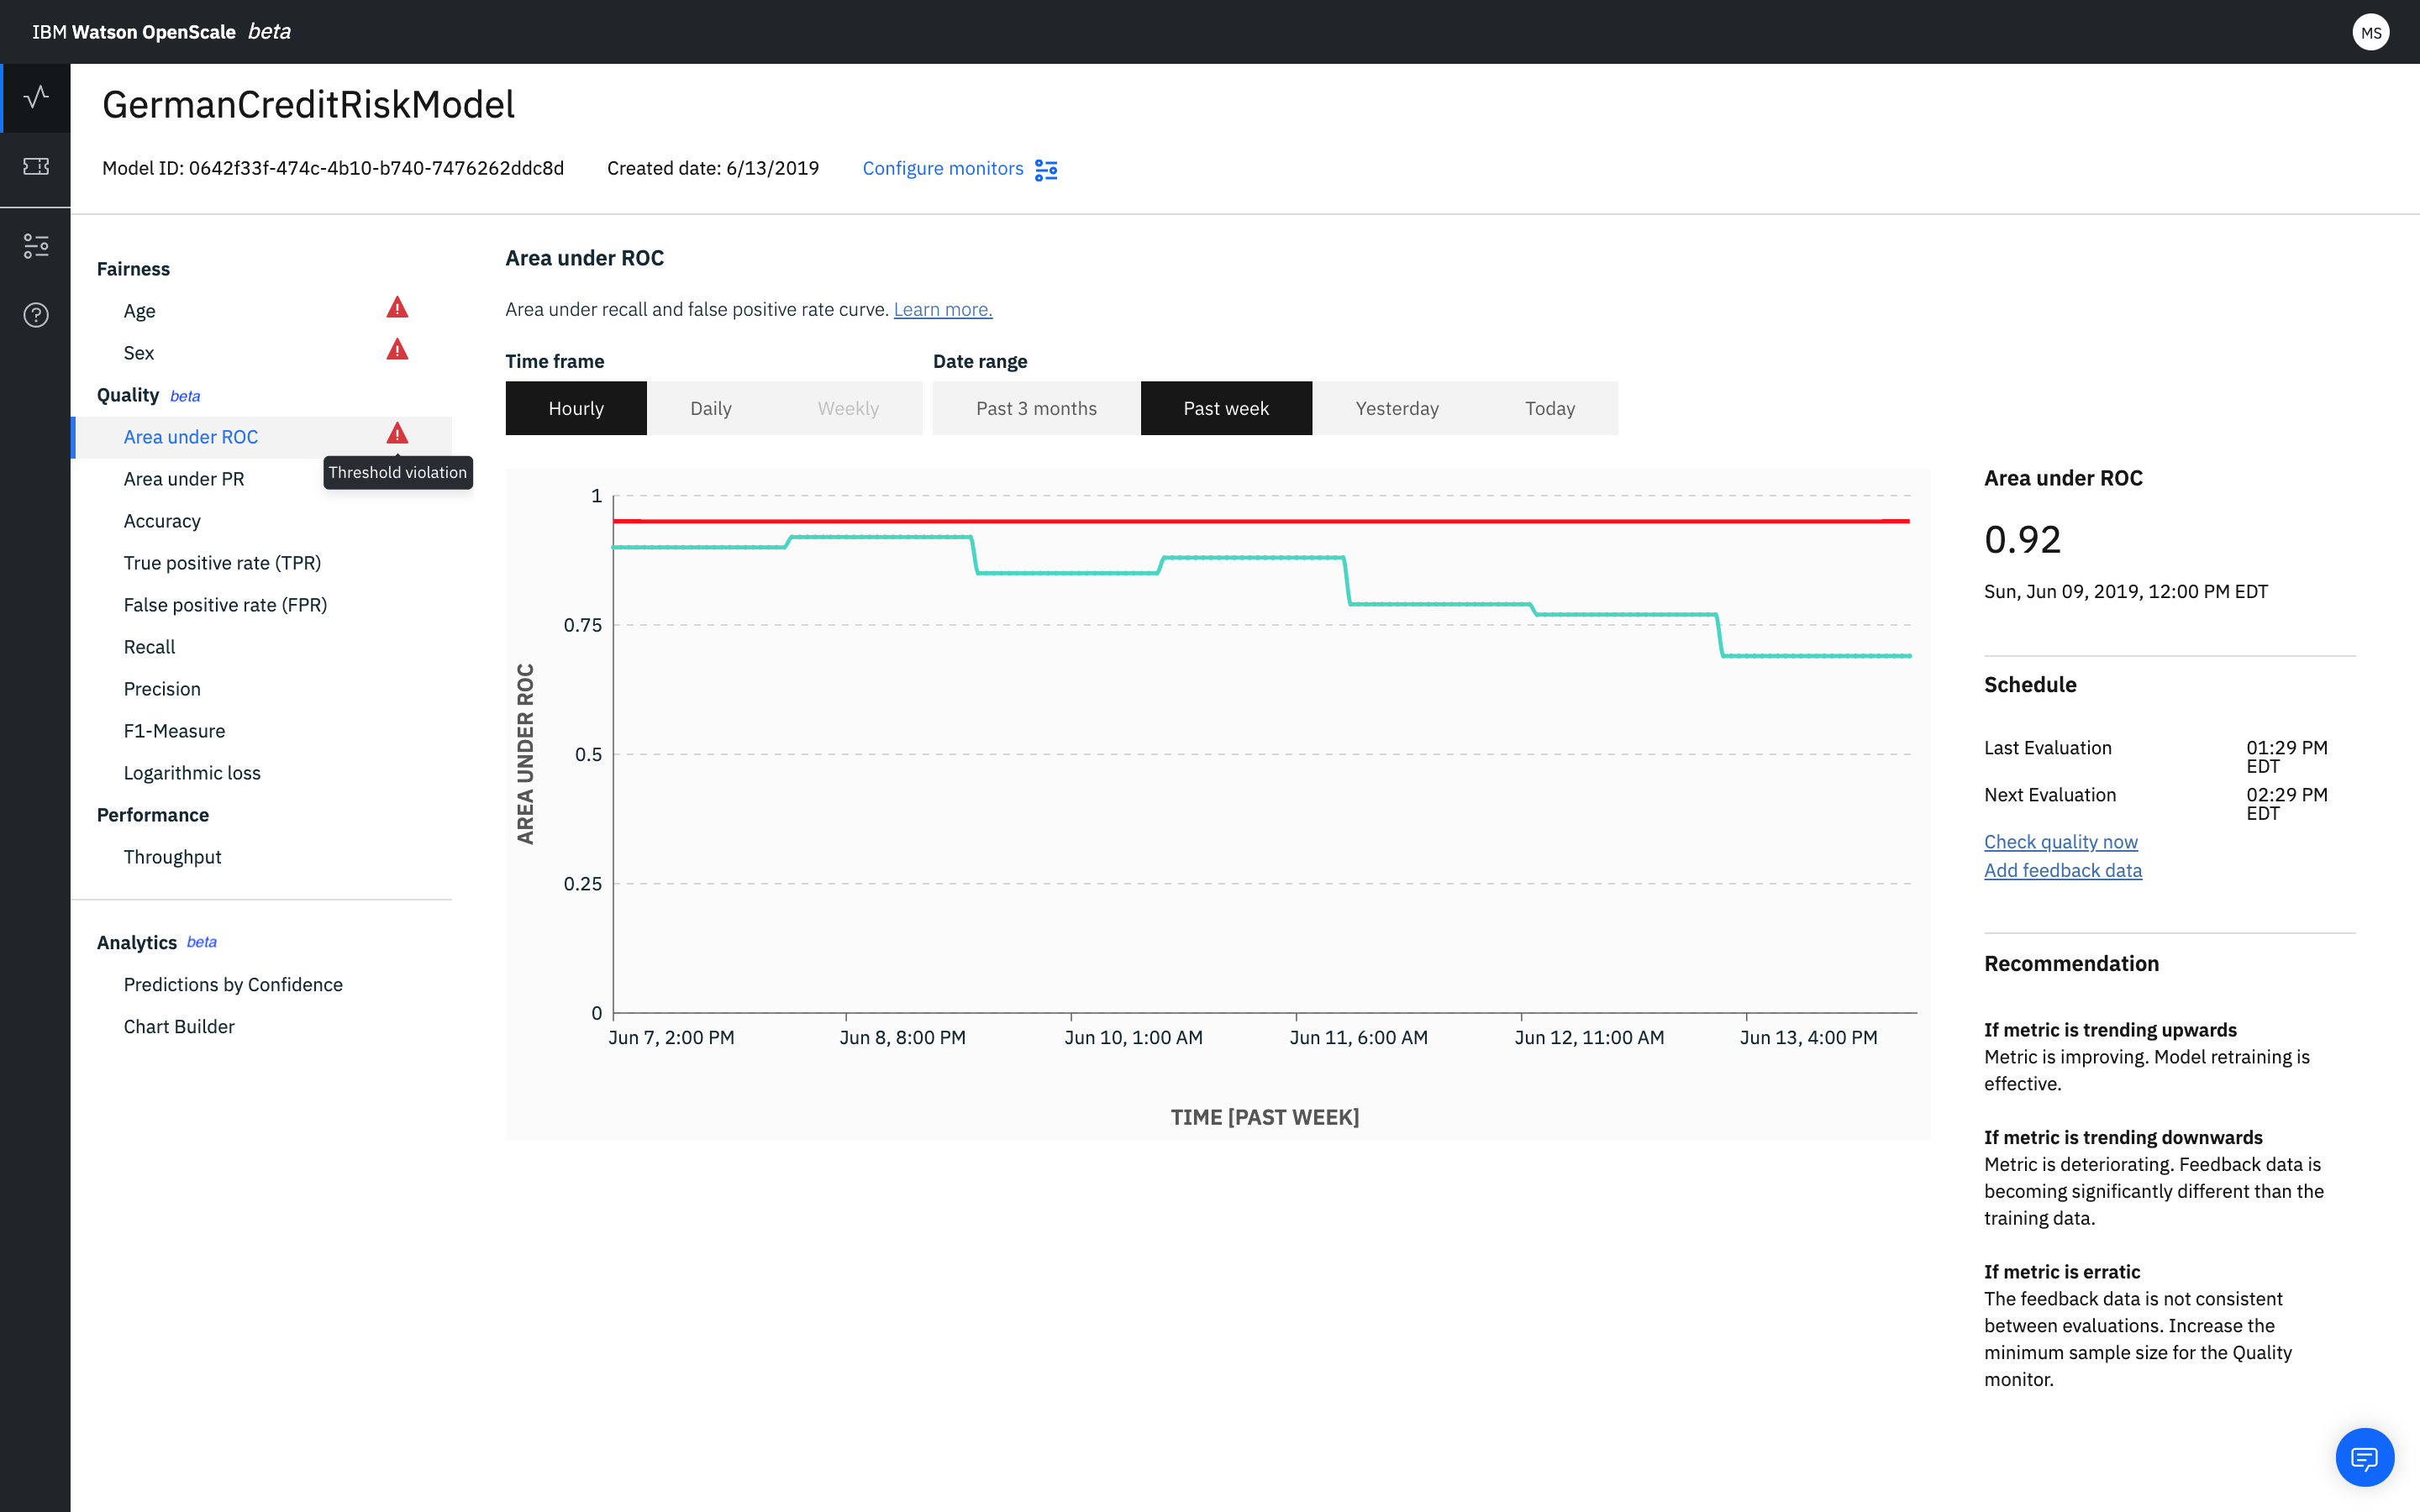 IBM Watson OpenScale beta
MS
GermanCreditRiskModel
Model ID: 0642f33f-474c-4b10-b740-7476262ddc8d Created date: 6/13/2019 Configure monitors
Fairness
Age
Sex
Quality beta
Area under ROC
Threshold violation
Area under PR
Accuracy
True positive rate (TPR)
False positive rate (FPR)
Recall
Precision
F1-Measure
Logarithmic loss
Performance
Throughput
Analytics beta
Predictions by Confidence
Chart Builder
Area under ROC
Area under recall and false positive rate curve. Learn more.
Time frame
Hourly Daily Weekly
Date range
Past 3 months Past week Yesterday Today
AREA UNDER ROC
1
0.75
0.5
0.25
0
Jun 7, 2:00 PM Jun 8, 8:00 PM Jun 10, 1:00 AM Jun 11, 6:00 AM Jun 12, 11:00 AM Jun 13, 4:00 PM
TIME [PAST WEEK]
Area under ROC
0.92
Sun, Jun 09, 2019, 12:00 PM EDT
Schedule
Last Evaluation 01:29 PM
EDT
Next Evaluation 02:29 PM
EDT
Check quality now
Add feedback data
Recommendation
If metric is trending upwards
Metric is improving. Model retraining is
effective.
If metric is trending downwards
Metric is deteriorating. Feedback data is
becoming significantly different than the
training data.
If metric is erratic
The feedback data is not consistent
between evaluations. Increase the
minimum sample size for the Quality
monitor.